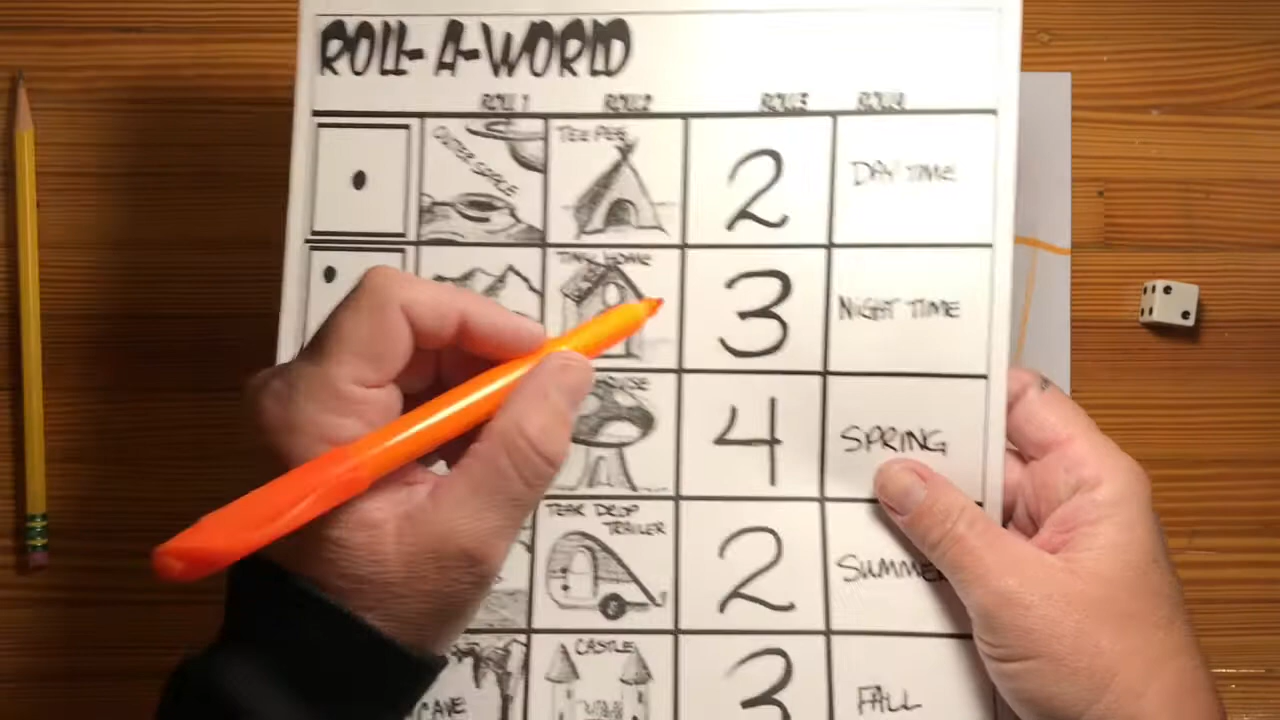 ROLL-A-WORLD
ROLL 1 ROLL 2 ROLL 3 ROLL 4
OUTER SPACE TEE PEE 2 DAY TIME
TINY HOME 3 NIGHT TIME
4 SPRING
TEAR DROP
TRAILER
2
CASTLE
CAVE 3 FALL